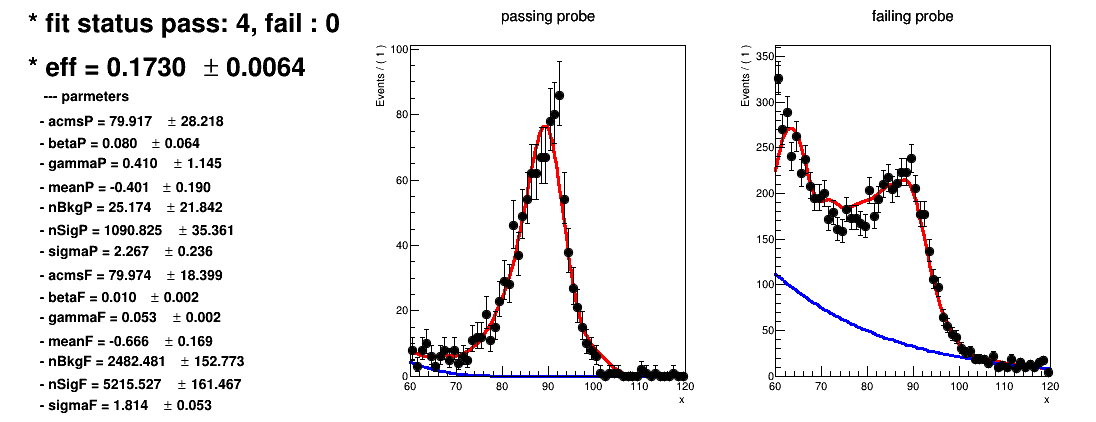 * fit status pass: 4, fail : 0
* eff = 0.1730 ± 0.0064
--- parmeters
- acmsP = 79.917 ± 28.218
- betaP = 0.080 ± 0.064
- gammaP = 0.410 ± 1.145
- meanP = -0.401 ± 0.190
- nBkgP = 25.174 ± 21.842
- nSigP = 1090.825 ± 35.361
- sigmaP = 2.267 ± 0.236
- acmsF = 79.974 ± 18.399
- betaF = 0.010 ± 0.002
- gammaF = 0.053 ± 0.002
- meanF = -0.666 ± 0.169
- nBkgF = 2482.481 ± 152.773
- nSigF = 5215.527 ± 161.467
- sigmaF = 1.814 ± 0.053
passing probe
Events / ( 1 )
100
80
60
40
20
0
60 70 80 90 100 110 120
x
failing probe
Events / ( 1 )
350
300
250
200
150
100
50
0
60 70 80 90 100 110 120
x